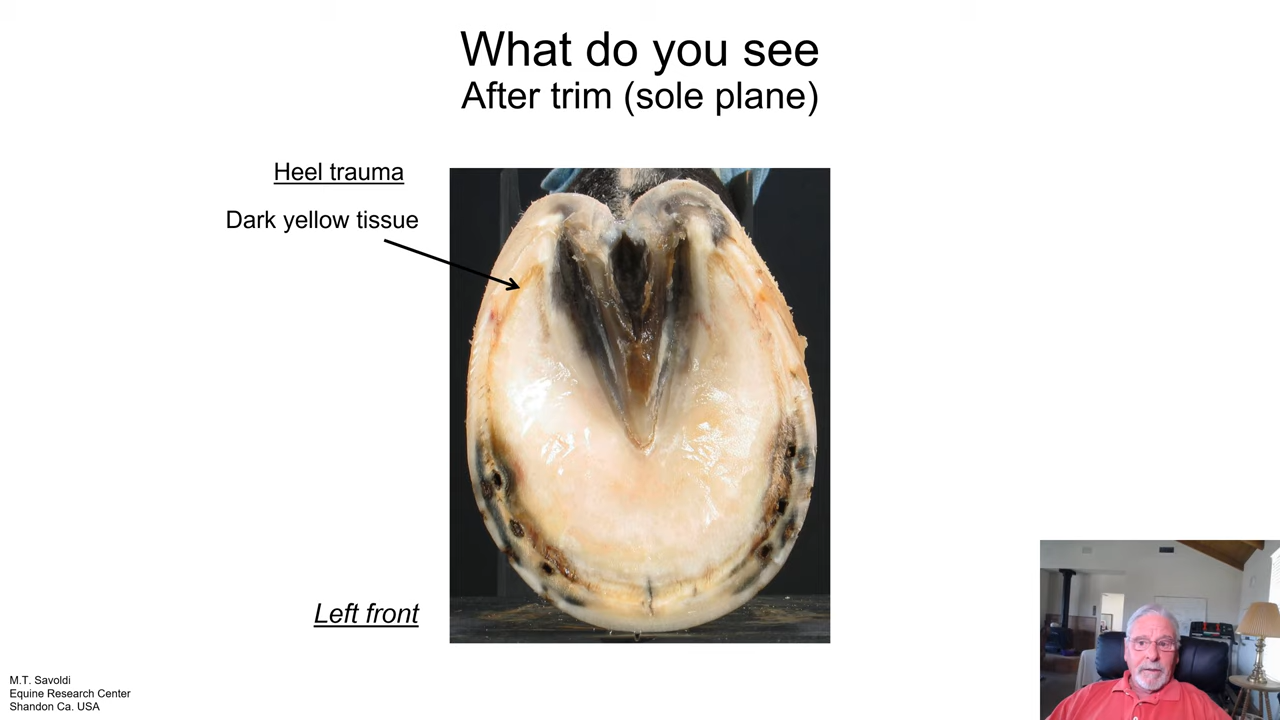 What do you see
After trim (sole plane)
Heel trauma
Dark yellow tissue
Left front
M.T. Savoldi
Equine Research Center
Shandon Ca. USA